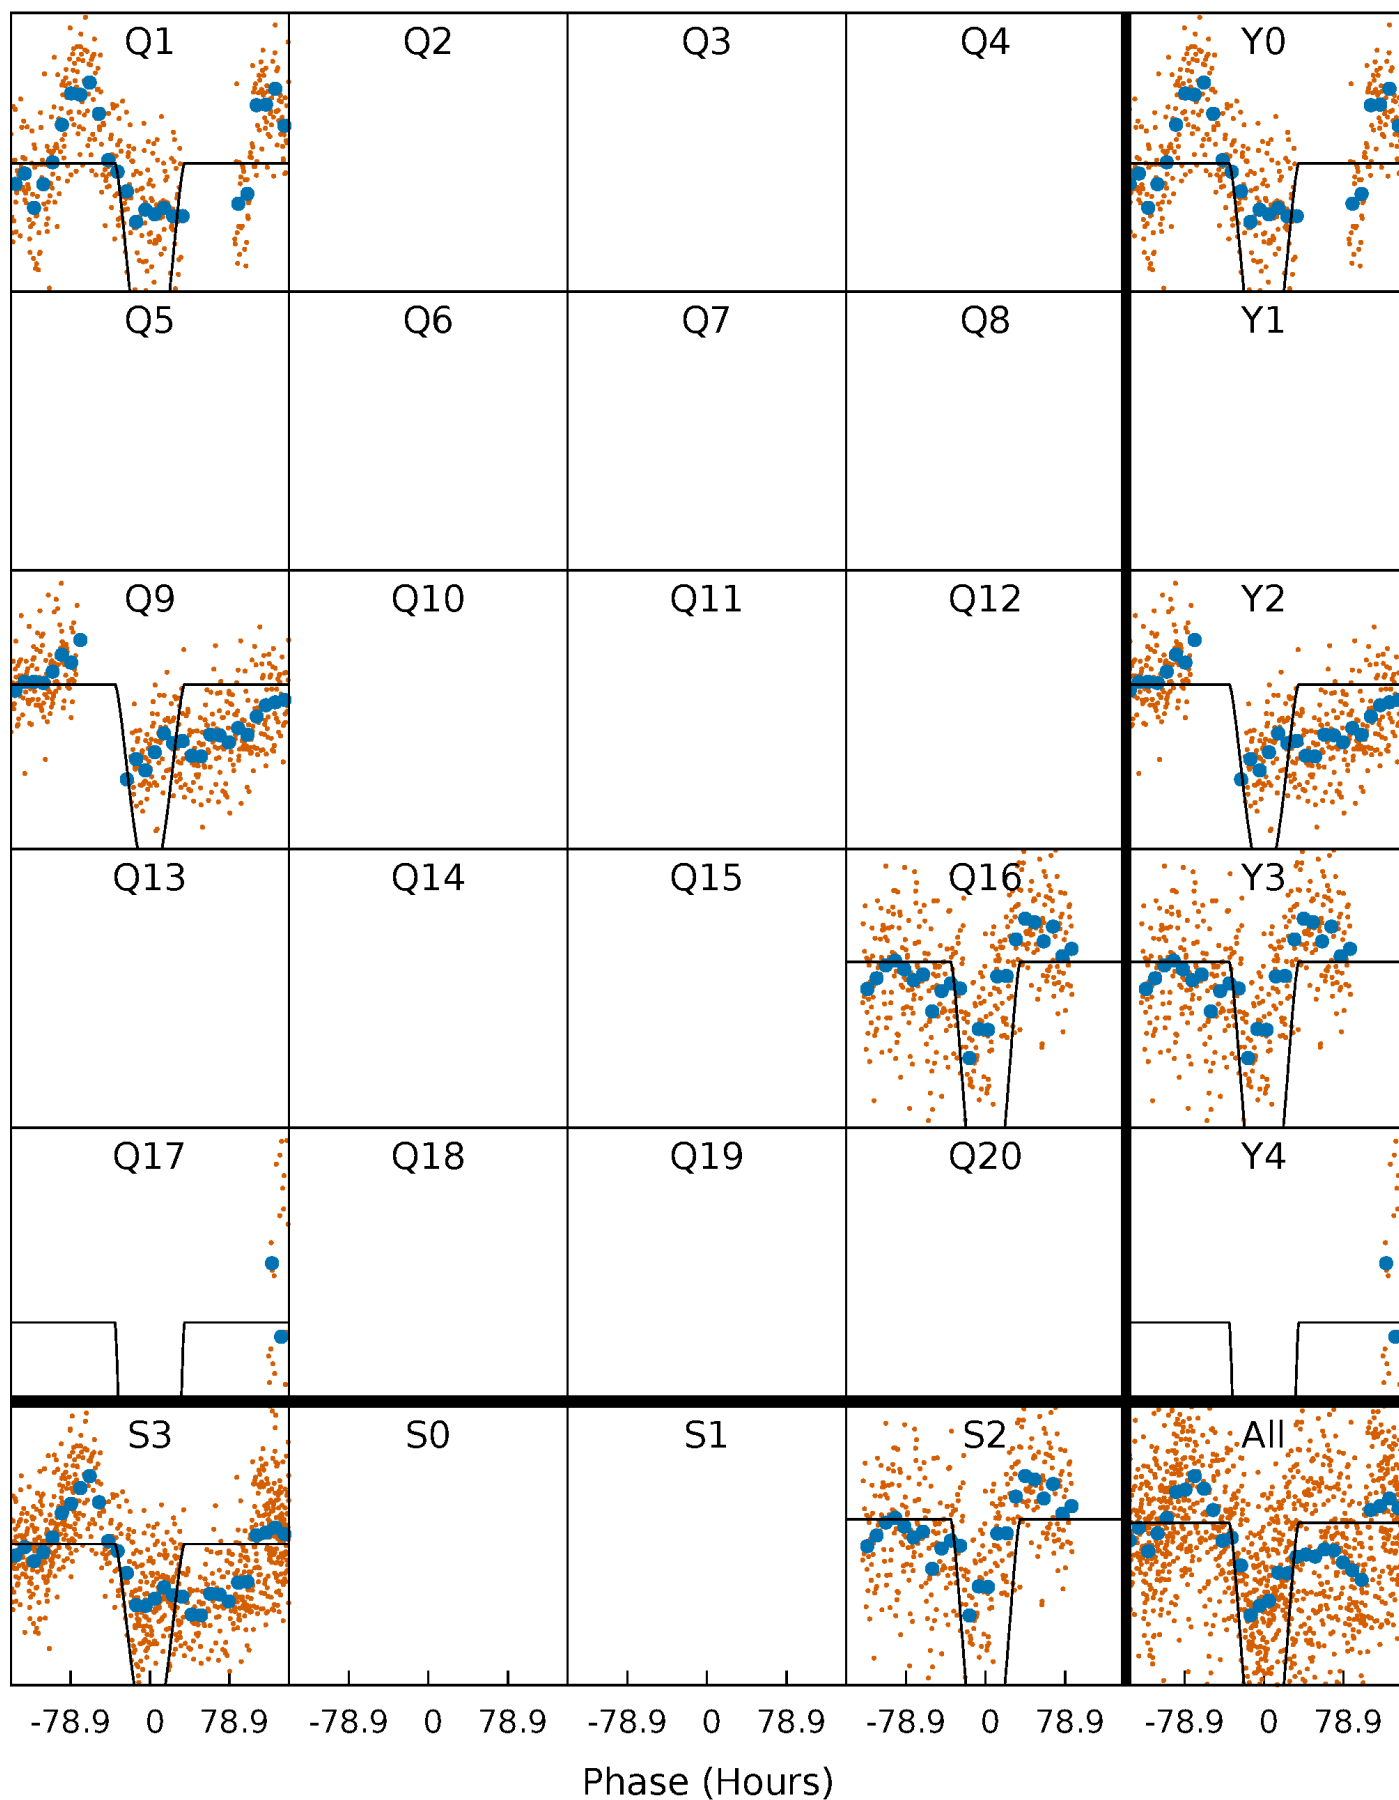 Q1 Q2 Q3 Q4 Y0
Q5 Q6 Q7 Q8 Y1
Q9 Q10 Q11 Q12 Y2
Q13 Q14 Q15 Q16 Y3
Q17 Q18 Q19 Q20 Y4
S3 S0 S1 S2 All
-78.9 0 78.9 -78.9 0 78.9 -78.9 0 78.9 -78.9 0 78.9 -78.9 0 78.9
Phase (Hours)